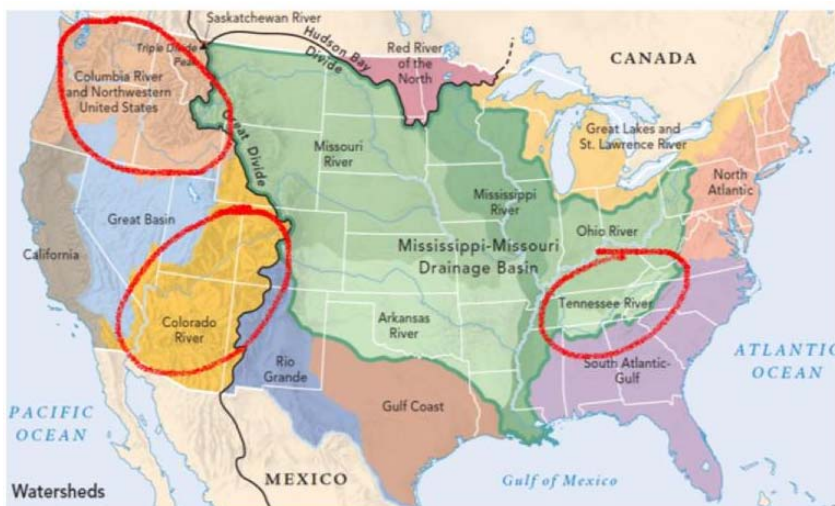 Saskatchewan River
Triple Divide
Peak
Hudson Bay
Divide
Red River
of the
North
CANADA
Columbia River
and Northwestern
United States
Great Divide
Missouri
River
Great Lakes and
St. Lawrence River
North
Atlantic
Mississippi
River
Great Basin
California
Ohio River
Mississippi-Missouri
Drainage Basin
Tennessee River
Colorado
River
Arkansas
River
Rio
Grande
South Atlantic-
Gulf
ATLANTIC
OCEAN
Gulf Coast
PACIFIC
OCEAN
MEXICO
Gulf of Mexico
Watersheds